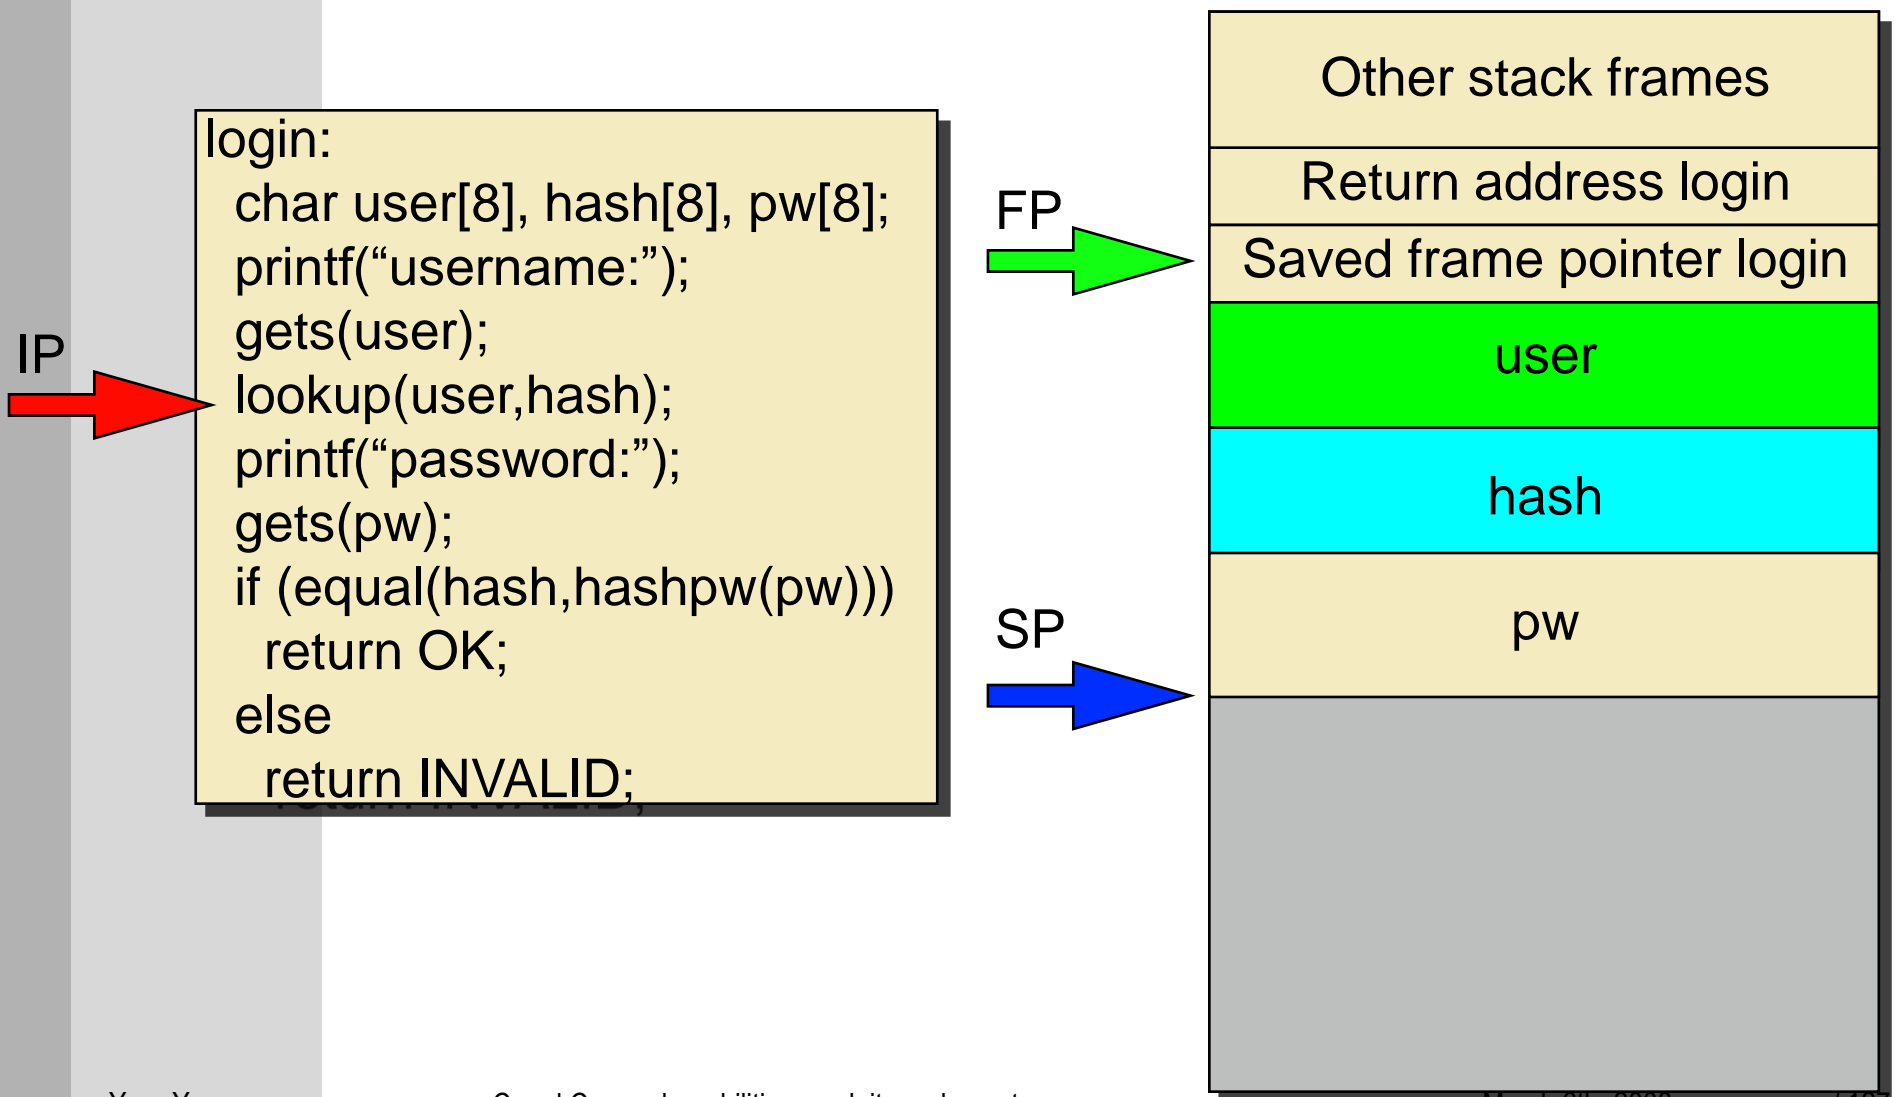 IP
login:
char user[8], hash[8], pw[8];
printf(“username:”);
gets(user);
lookup(user,hash);
printf(“password:”);
gets(pw);
if (equal(hash,hashpw(pw)))
return OK;
else
return INVALID;
FP
SP
Other stack frames
Return address login
Saved frame pointer login
user
hash
pw